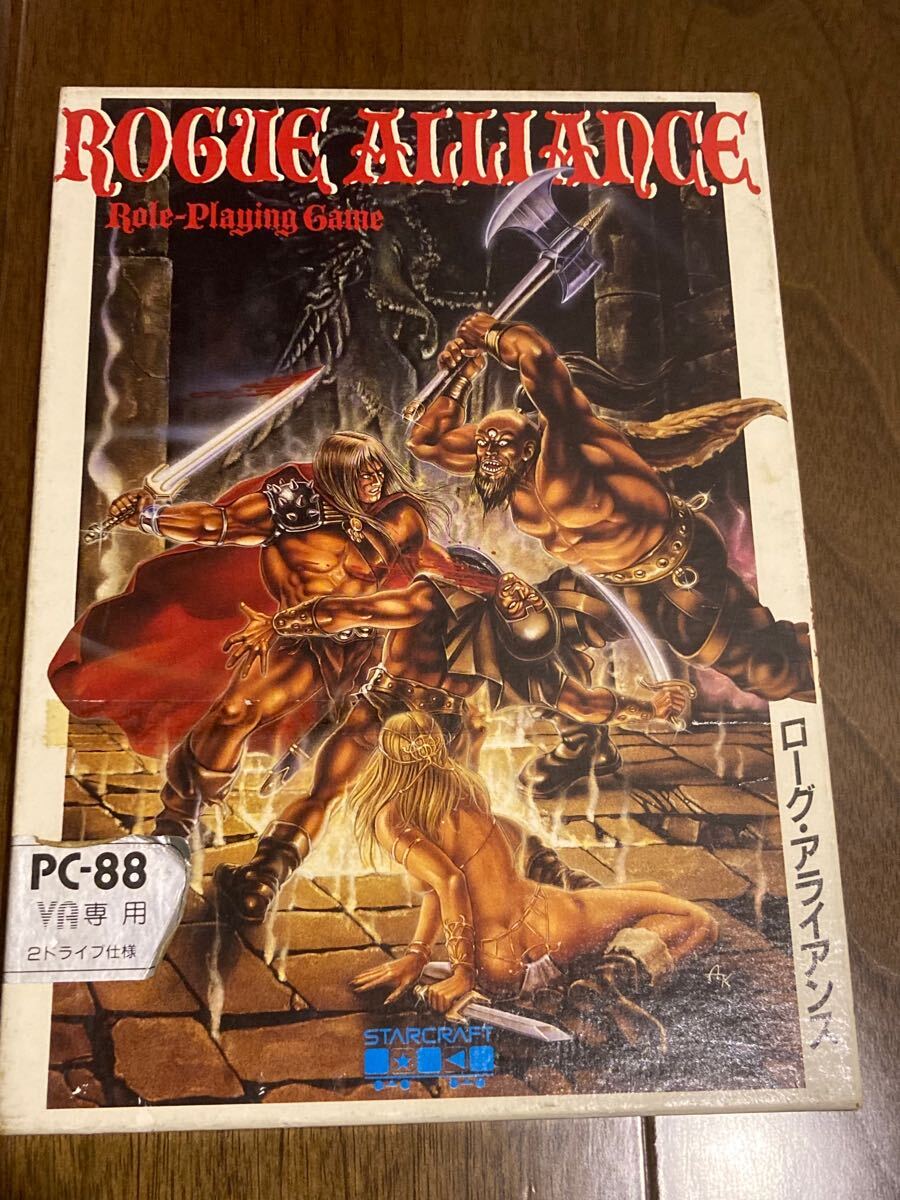 ROGUE ALLIANCE
Role-Playing Game
ローグ・アライアンス
PC-88
VA専用
2ドライブ仕様
AK
STARCRAFT